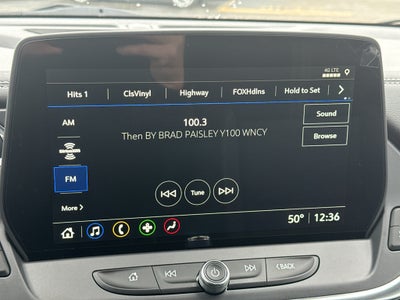 4G LTE
Hits 1 ClsVinyl Highway FOXHdlns Hold to Set
AM
100.3
Sound
Then BY BRAD PAISLEY Y100 WNCY
Browse
FM
Tune
More
50° 12:36
BACK